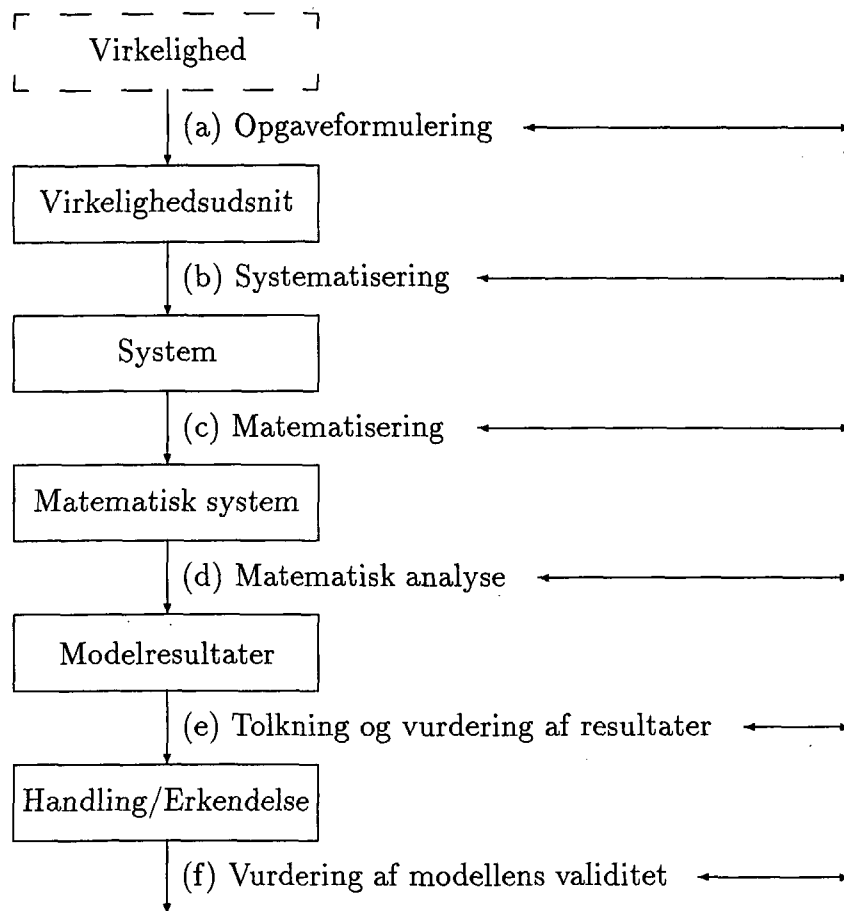 Virkelighed
(a) Opgaveformulering
Virkelighedsudsnit
(b) Systematisering
System
(c) Matematisering
Matematisk system
(d) Matematisk analyse
Modelresultater
(e) Tolkning og vurdering af resultater
Handling/Erkendelse
(f) Vurdering af modellens validitet